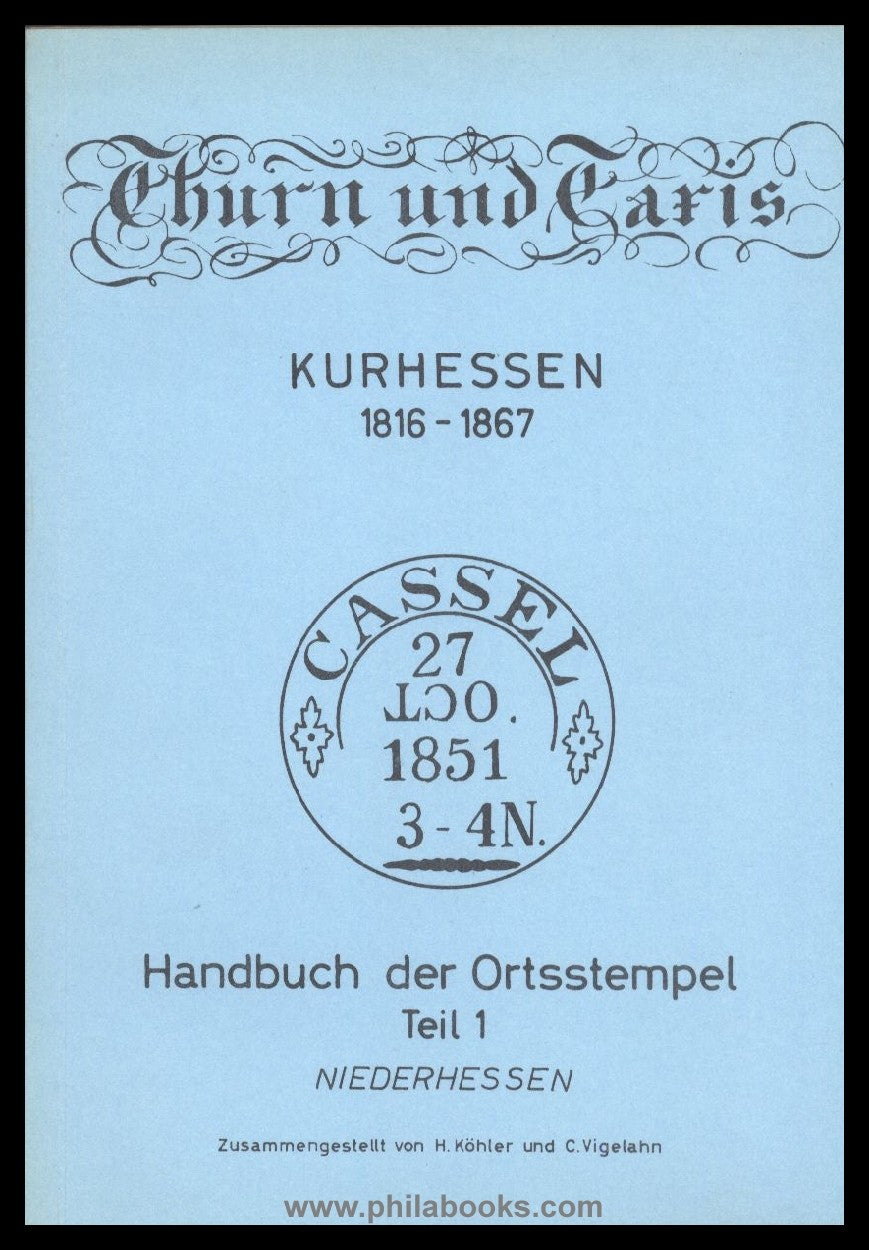 Thurn und Taxis
KURHESSEN
1816 - 1867
CASSEL
27
OCT.
1851
3 - 4N.
Handbuch der Ortsstempel
Teil 1
NIEDERHESSEN
Zusammengestellt von H. Köhler und C. Vigelahn
www.philabooks.com